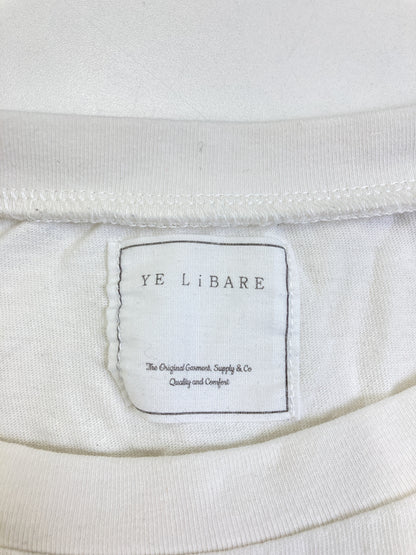 YE LiBARE
The Original Garment, Supply & Co
Quality and Comfort